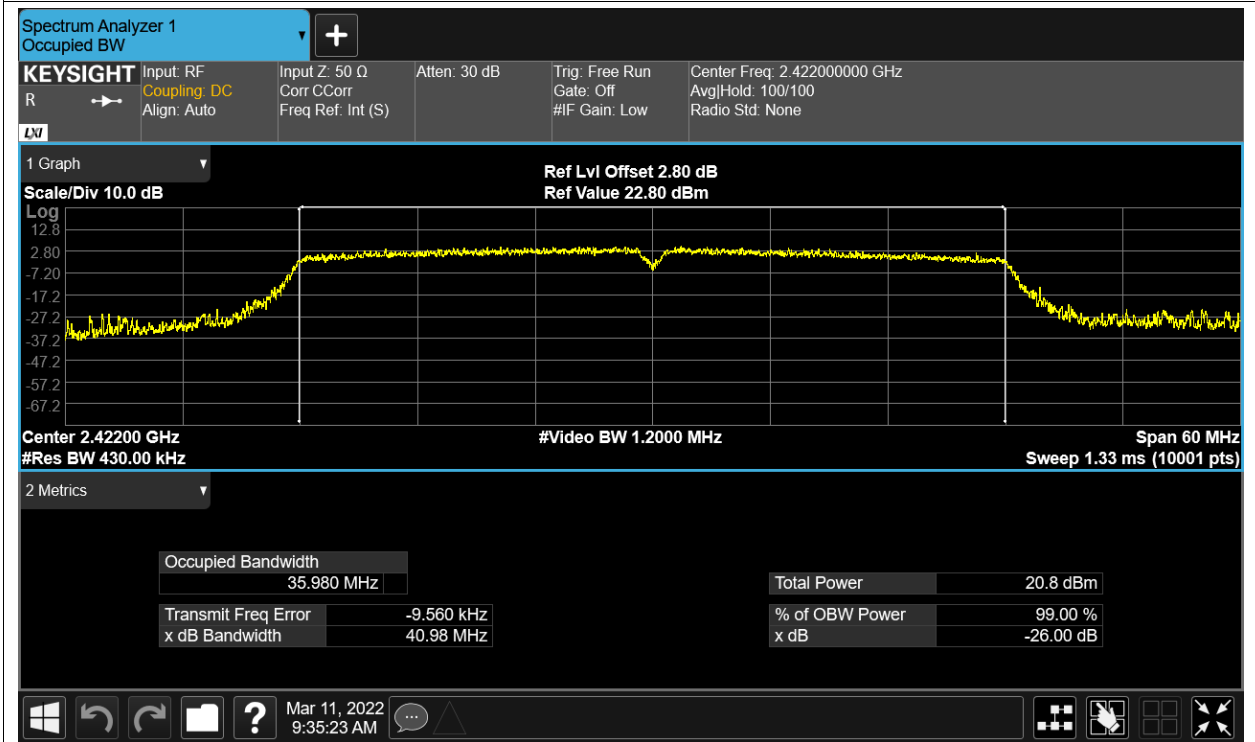 Spectrum Analyzer 1
Occupied BW
KEYSIGHT
R
LXI
Input: RF
Coupling: DC
Align: Auto
Input Z: 50 Ω
Corr CCorr
Freq Ref: Int (S)
Atten: 30 dB
Trig: Free Run
Gate: Off
#IF Gain: Low
Center Freq: 2.422000000 GHz
Avg|Hold: 100/100
Radio Std: None
1 Graph
Scale/Div 10.0 dB
Ref Lvl Offset 2.80 dB
Ref Value 22.80 dBm
Log
12.8
2.80
-7.20
-17.2
-27.2
-37.2
-47.2
-57.2
-67.2
Center 2.42200 GHz
#Video BW 1.2000 MHz
Span 60 MHz
#Res BW 430.00 kHz
Sweep 1.33 ms (10001 pts)
2 Metrics
Occupied Bandwidth
35.980 MHz
Total Power 20.8 dBm
Transmit Freq Error -9.560 kHz
% of OBW Power 99.00 %
x dB Bandwidth 40.98 MHz
x dB -26.00 dB
?
Mar 11, 2022
9:35:23 AM